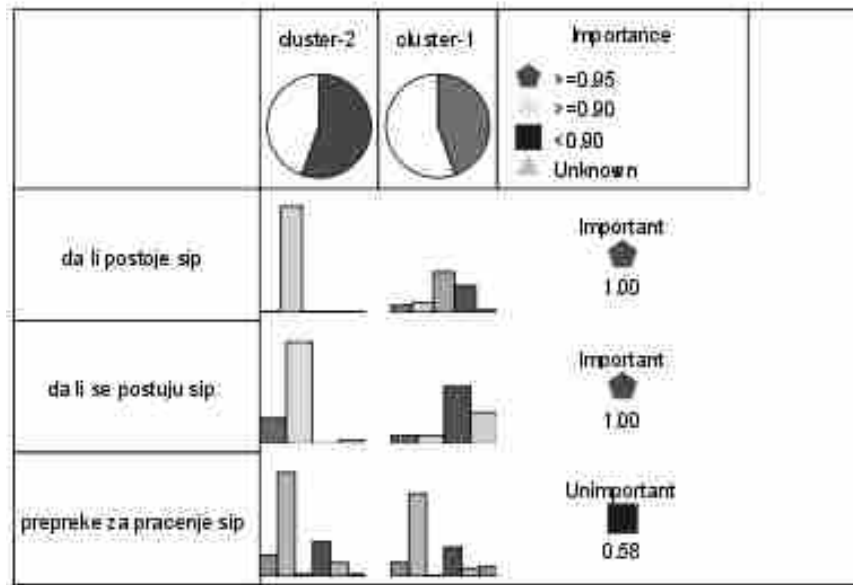 cluster-2
cluster-1
Importance
>=0.95
>=0.90
<0.90
Unknown
da li postoje sip
Important
1.00
da li se postuju sip
Important
1.00
prepreke za pracenje sip
Unimportant
0.58